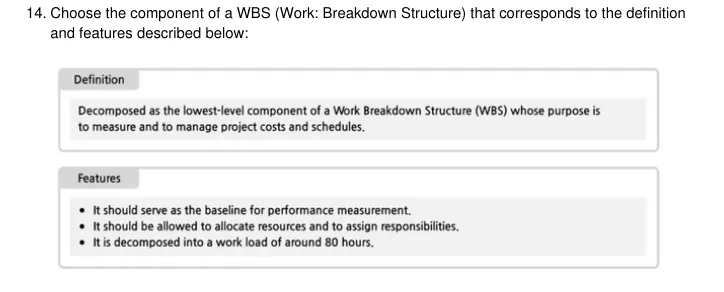 14. Choose the component of a WBS (Work: Breakdown Structure) that corresponds to the definition
and features described below:
Definition
Decomposed as the lowest-level component of a Work Breakdown Structure (WBS) whose purpose is
to measure and to manage project costs and schedules.
Features
• It should serve as the baseline for performance measurement.
• It should be allowed to allocate resources and to assign responsibilities.
• It is decomposed into a work load of around 80 hours.